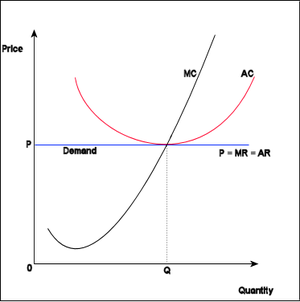 Price
MC
AC
P
Demand
P = MR = AR
0
Q
Quantity